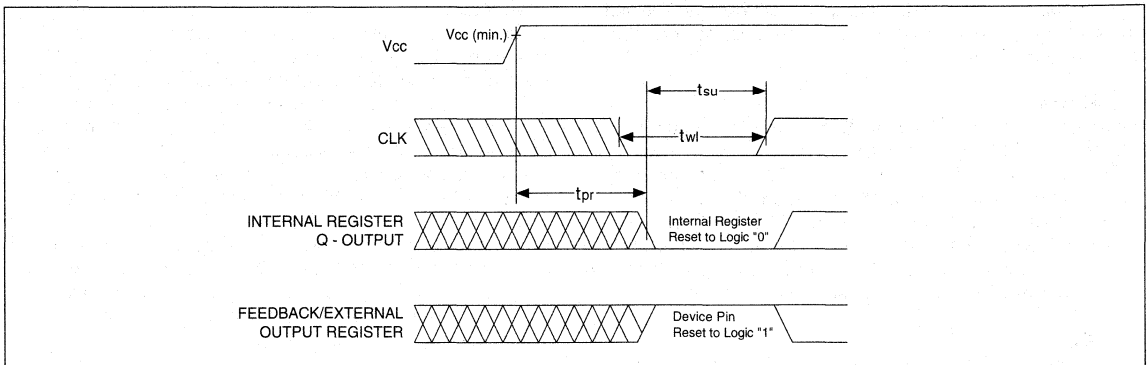 Vcc
Vcc (min.)
tsu
CLK
twl
tpr
INTERNAL REGISTER
Q - OUTPUT
Internal Register
Reset to Logic "0"
FEEDBACK/EXTERNAL
OUTPUT REGISTER
Device Pin
Reset to Logic "1"